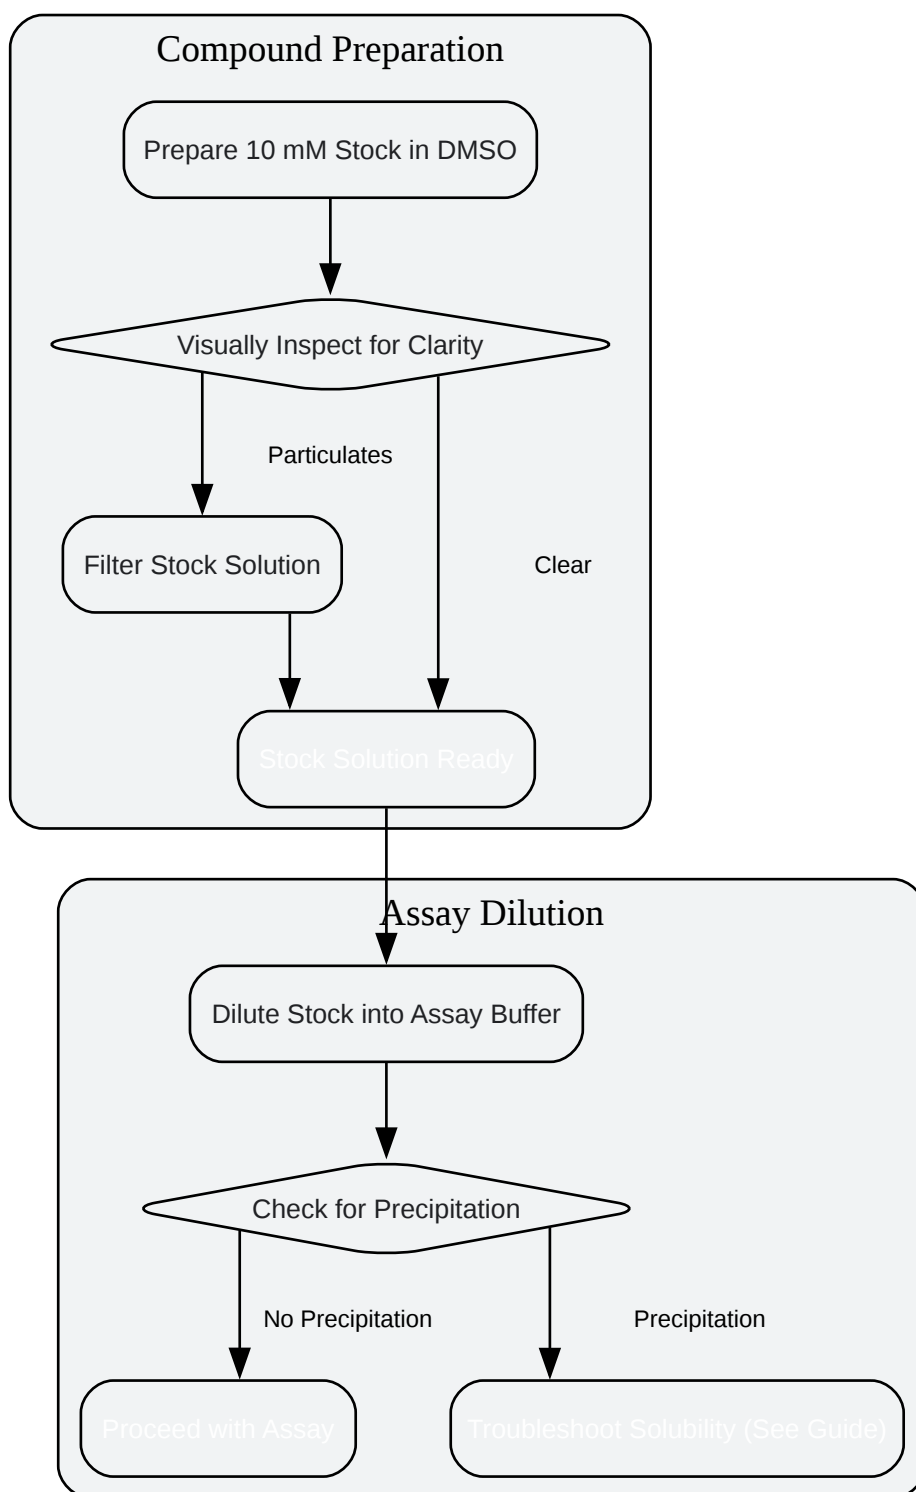 Compound Preparation
Prepare 10 mM Stock in DMSO
Visually Inspect for Clarity
Particulates
Filter Stock Solution
Clear
Stock Solution Ready
Assay Dilution
Dilute Stock into Assay Buffer
Check for Precipitation
No Precipitation
Precipitation
Proceed with Assay
Troubleshoot Solubility (See Guide)